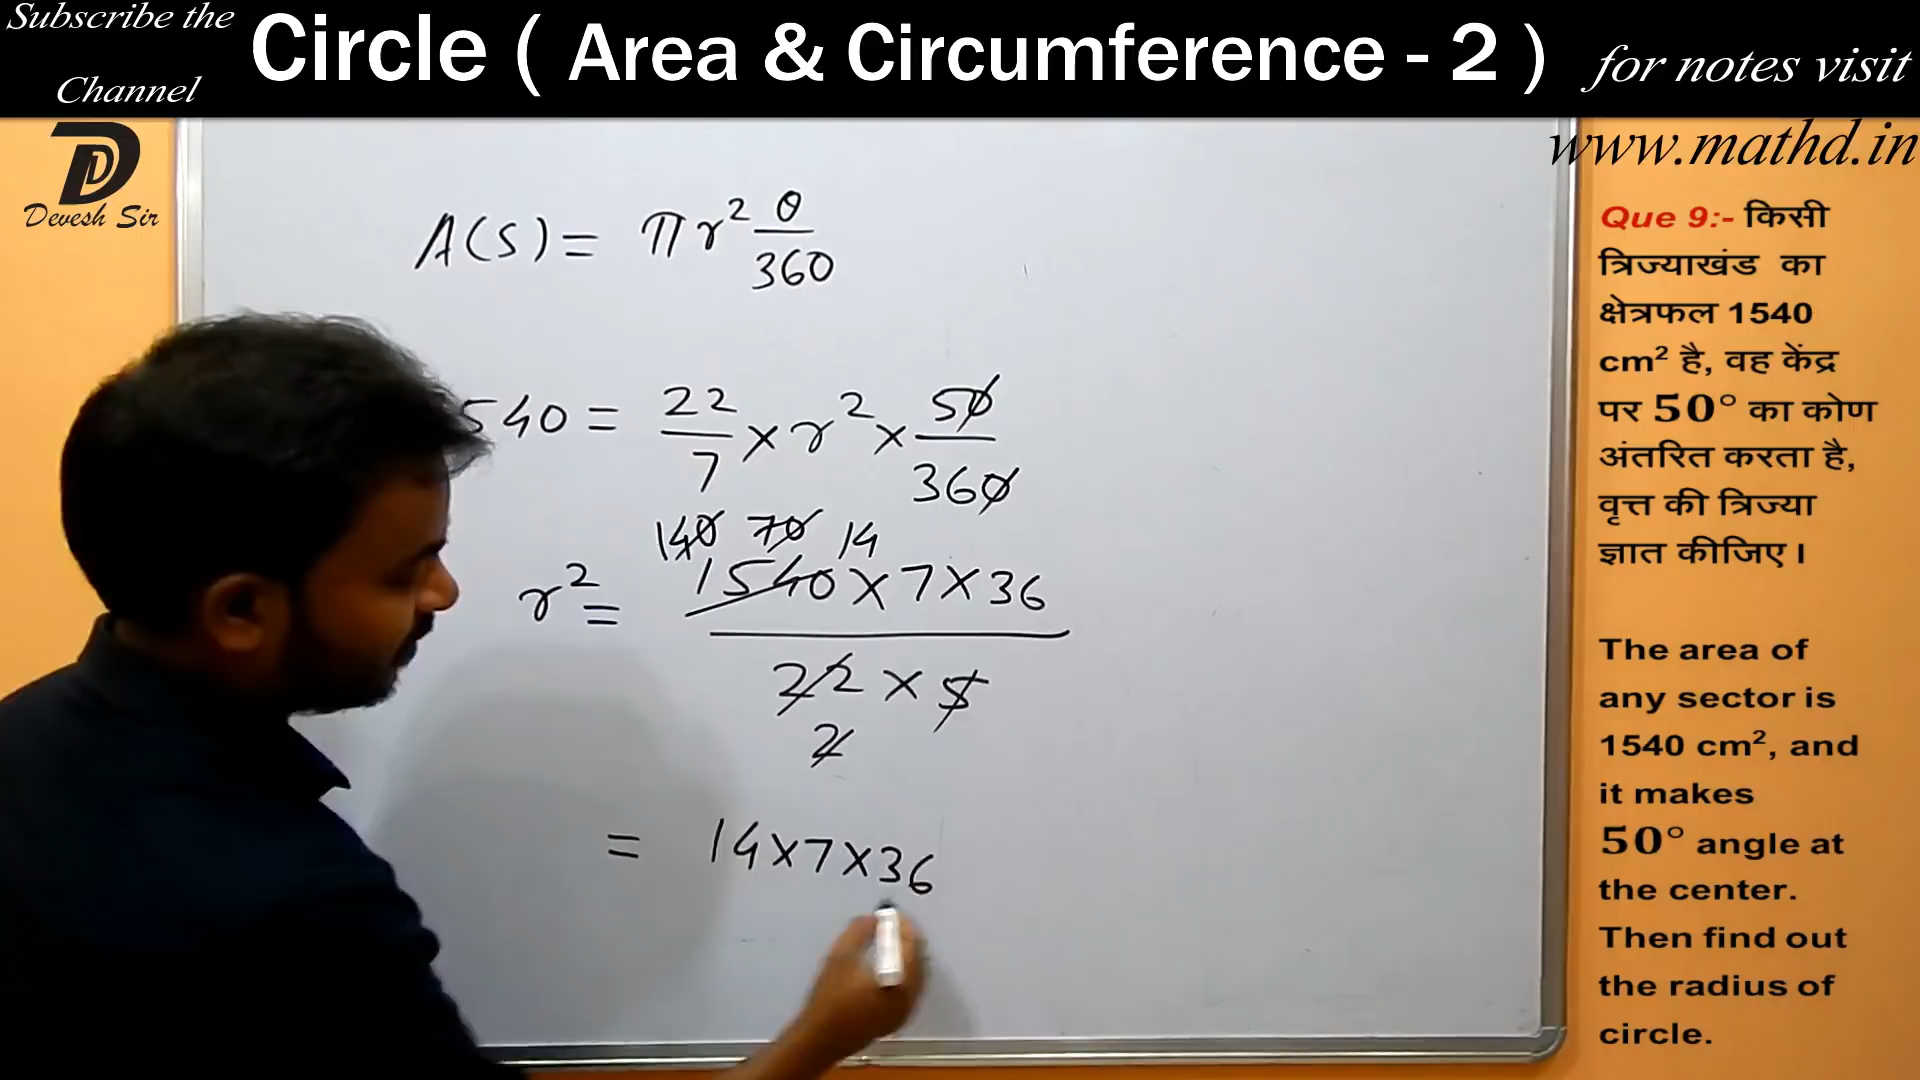 Subscribe the
Channel
Circle ( Area & Circumference - 2 )
for notes visit
www.mathd.in
D
Devesh Sir
A(S) = πr² θ/360
540 = 22/7 × r² × 50/360
140 70 14
r² = 1540×7×36
22 × 5
2
= 14×7×36
Que 9:- किसी
त्रिज्याखंड का
क्षेत्रफल 1540
cm² है, वह केंद्र
पर 50° का कोण
अंतरित करता है,
वृत्त की त्रिज्या
ज्ञात कीजिए।
The area of
any sector is
1540 cm², and
it makes
50° angle at
the center.
Then find out
the radius of
circle.